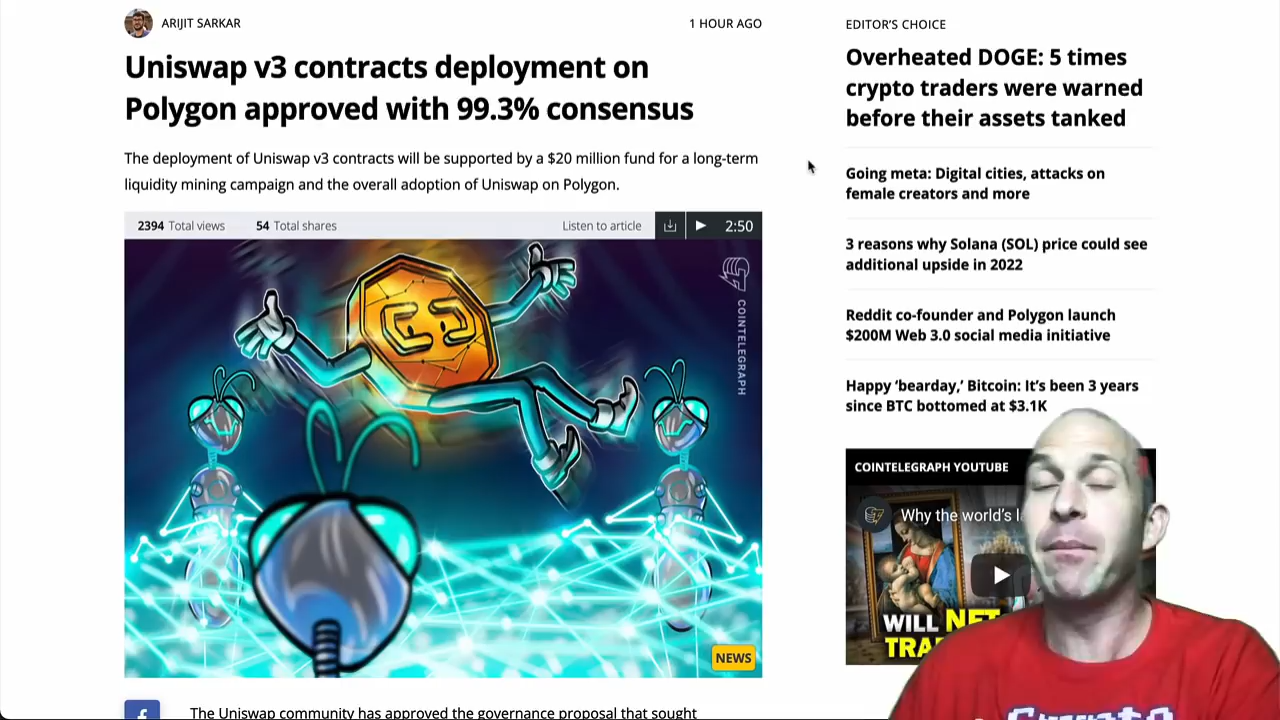 ARIJIT SARKAR
1 HOUR AGO
Uniswap v3 contracts deployment on
Polygon approved with 99.3% consensus
The deployment of Uniswap v3 contracts will be supported by a $20 million fund for a long-term
liquidity mining campaign and the overall adoption of Uniswap on Polygon.
2394 Total views
54 Total shares
Listen to article
2:50
COINTELEGRAPH
NEWS
f
The Uniswap community has approved the governance proposal that sought
EDITOR'S CHOICE
Overheated DOGE: 5 times
crypto traders were warned
before their assets tanked
Going meta: Digital cities, attacks on
female creators and more
3 reasons why Solana (SOL) price could see
additional upside in 2022
Reddit co-founder and Polygon launch
$200M Web 3.0 social media initiative
Happy ‘bearday,’ Bitcoin: It’s been 3 years
since BTC bottomed at $3.1K
COINTELEGRAPH YOUTUBE
Why the world's
WILL NFT